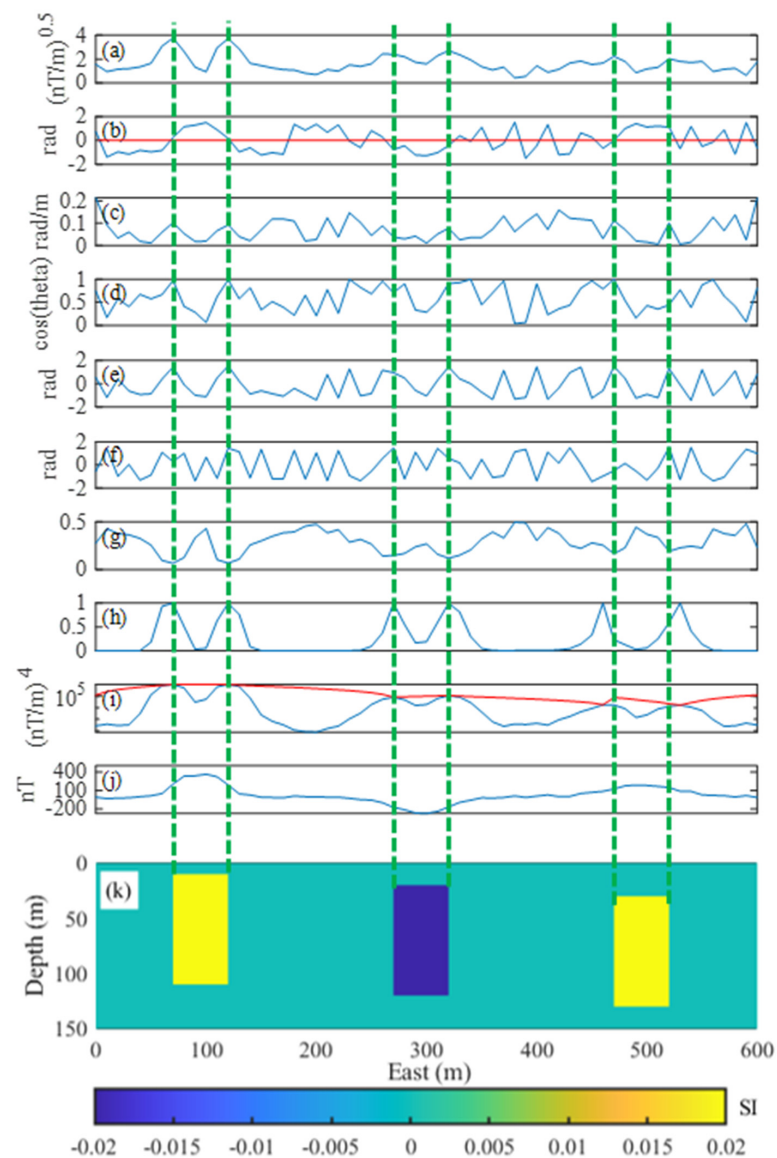 (nT/m)^0.5
4
2
0
(a)
rad
2
0
-2
(b)
rad/m
0.2
0.1
0
(c)
cos(theta)
1
0.5
0
(d)
rad
2
0
-2
(e)
rad
2
0
-2
(f)
0.5
0
(g)
1
0.5
0
(h)
(nT/m)^4
10^5
(i)
nT
400
100
-200
(j)
Depth (m)
0
50
100
150
(k)
0 100 200 300 400 500 600
East (m)
SI
-0.02 -0.015 -0.01 -0.005 0 0.005 0.01 0.015 0.02